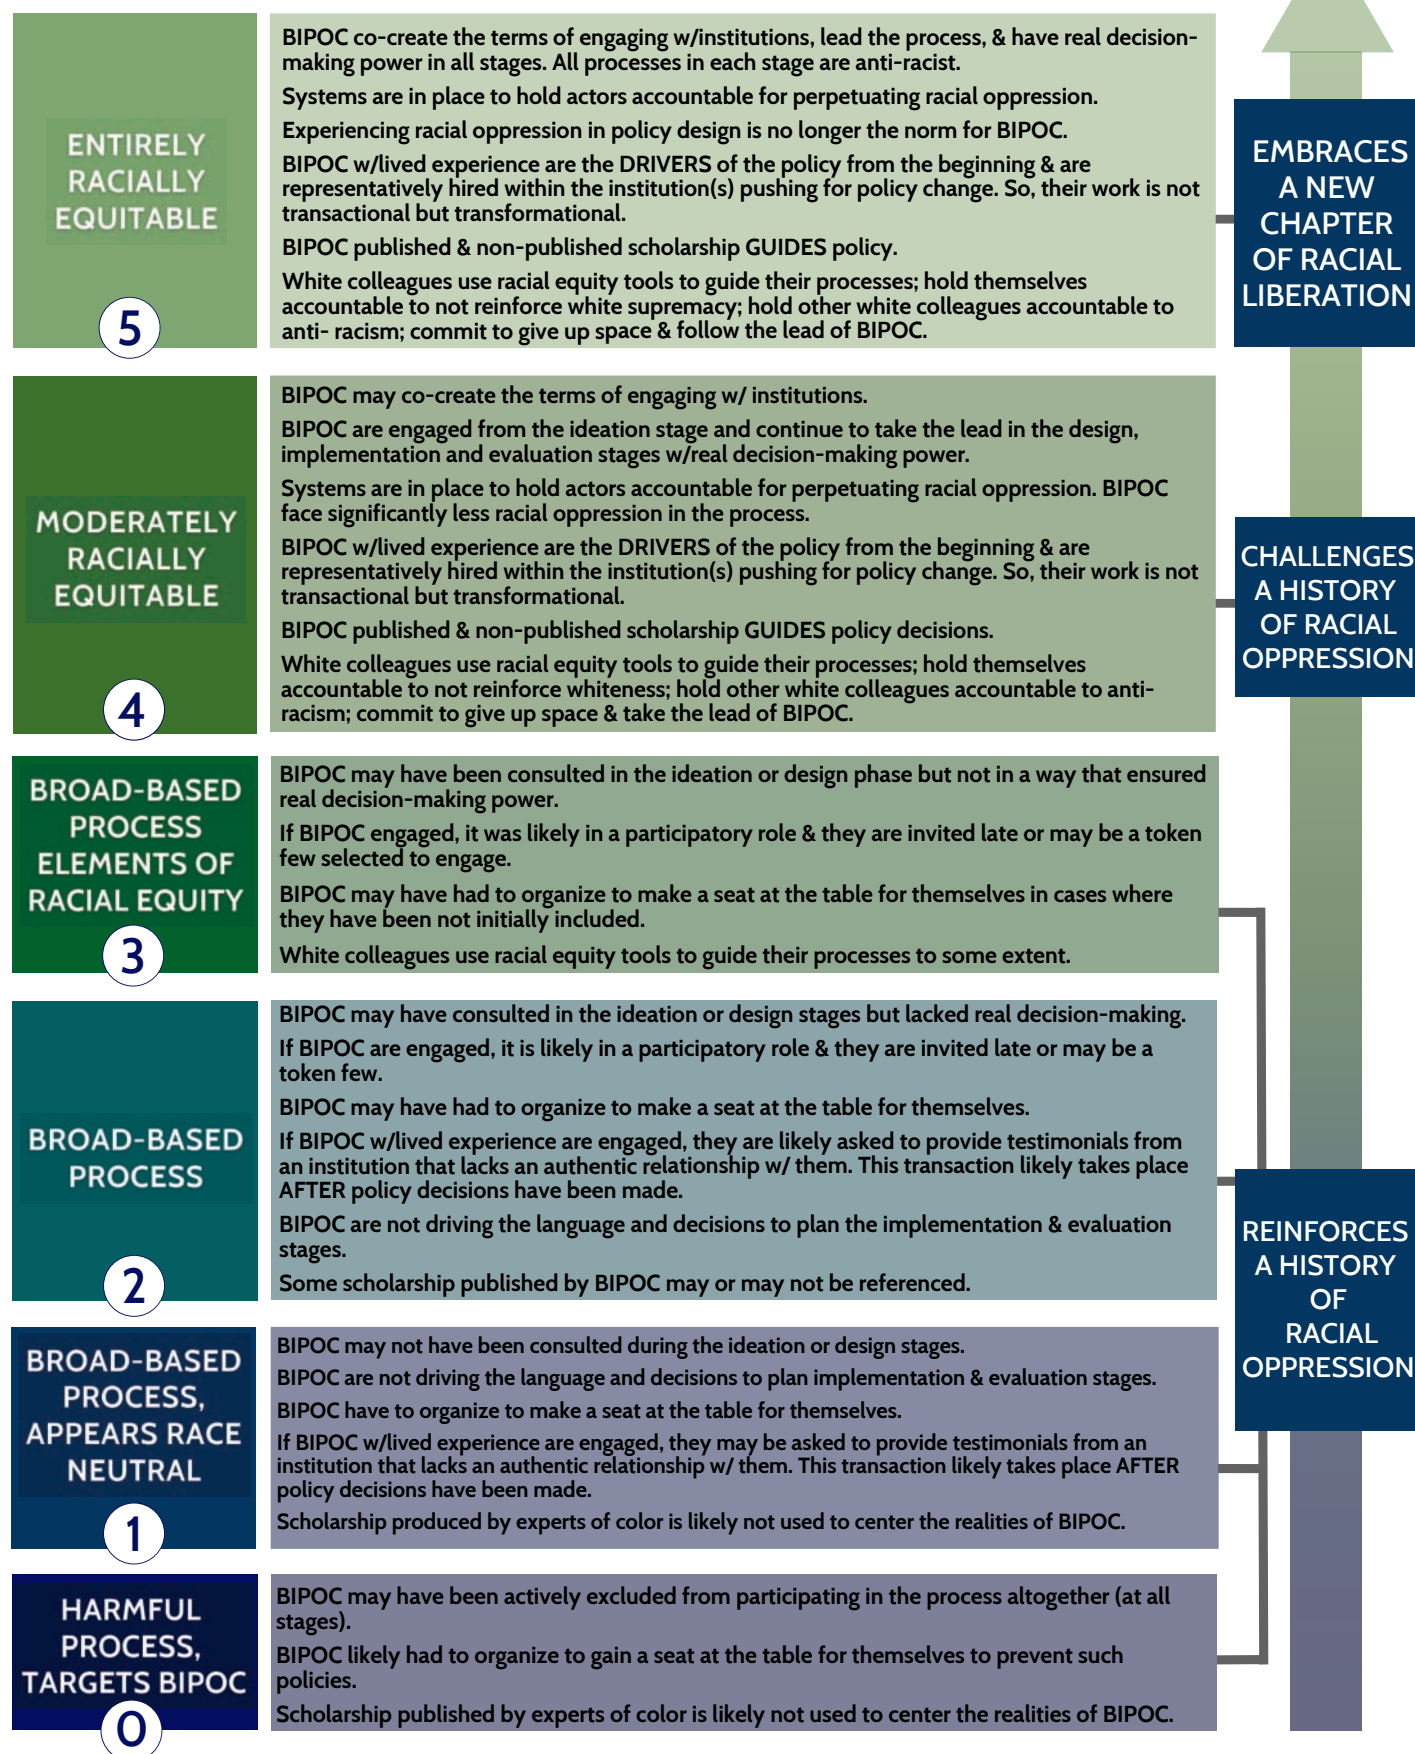 ENTIRELY
RACIALLY
EQUITABLE
5
BIPOC co-create the terms of engaging w/institutions, lead the process, & have real decision-
making power in all stages. All processes in each stage are anti-racist.
Systems are in place to hold actors accountable for perpetuating racial oppression.
Experiencing racial oppression in policy design is no longer the norm for BIPOC.
BIPOC w/lived experience are the DRIVERS of the policy from the beginning & are
representatively hired within the institution(s) pushing for policy change. So, their work is not
transactional but transformational.
BIPOC published & non-published scholarship GUIDES policy.
White colleagues use racial equity tools to guide their processes; hold themselves
accountable to not reinforce white supremacy; hold other white colleagues accountable to
anti- racism; commit to give up space & follow the lead of BIPOC.
EMBRACES
A NEW
CHAPTER
OF RACIAL
LIBERATION
MODERATELY
RACIALLY
EQUITABLE
4
BIPOC may co-create the terms of engaging w/ institutions.
BIPOC are engaged from the ideation stage and continue to take the lead in the design,
implementation and evaluation stages w/real decision-making power.
Systems are in place to hold actors accountable for perpetuating racial oppression. BIPOC
face significantly less racial oppression in the process.
BIPOC w/lived experience are the DRIVERS of the policy from the beginning & are
representatively hired within the institution(s) pushing for policy change. So, their work is not
transactional but transformational.
BIPOC published & non-published scholarship GUIDES policy decisions.
White colleagues use racial equity tools to guide their processes; hold themselves
accountable to not reinforce whiteness; hold other white colleagues accountable to anti-
racism; commit to give up space & take the lead of BIPOC.
CHALLENGES
A HISTORY
OF RACIAL
OPPRESSION
BROAD-BASED
PROCESS
ELEMENTS OF
RACIAL EQUITY
3
BIPOC may have been consulted in the ideation or design phase but not in a way that ensured
real decision-making power.
If BIPOC engaged, it was likely in a participatory role & they are invited late or may be a token
few selected to engage.
BIPOC may have had to organize to make a seat at the table for themselves in cases where
they have been not initially included.
White colleagues use racial equity tools to guide their processes to some extent.
BROAD-BASED
PROCESS
2
BIPOC may have consulted in the ideation or design stages but lacked real decision-making.
If BIPOC are engaged, it is likely in a participatory role & they are invited late or may be a
token few.
BIPOC may have had to organize to make a seat at the table for themselves.
If BIPOC w/lived experience are engaged, they are likely asked to provide testimonials from
an institution that lacks an authentic relationship w/ them. This transaction likely takes place
AFTER policy decisions have been made.
BIPOC are not driving the language and decisions to plan the implementation & evaluation
stages.
Some scholarship published by BIPOC may or may not be referenced.
REINFORCES
A HISTORY
OF
RACIAL
OPPRESSION
BROAD-BASED
PROCESS,
APPEARS RACE
NEUTRAL
1
BIPOC may not have been consulted during the ideation or design stages.
BIPOC are not driving the language and decisions to plan implementation & evaluation stages.
BIPOC have to organize to make a seat at the table for themselves.
If BIPOC w/lived experience are engaged, they may be asked to provide testimonials from an
institution that lacks an authentic relationship w/ them. This transaction likely takes place AFTER
policy decisions have been made.
Scholarship produced by experts of color is likely not used to center the realities of BIPOC.
HARMFUL
PROCESS,
TARGETS BIPOC
0
BIPOC may have been actively excluded from participating in the process altogether (at all
stages).
BIPOC likely had to organize to gain a seat at the table for themselves to prevent such
policies.
Scholarship published by experts of color is likely not used to center the realities of BIPOC.